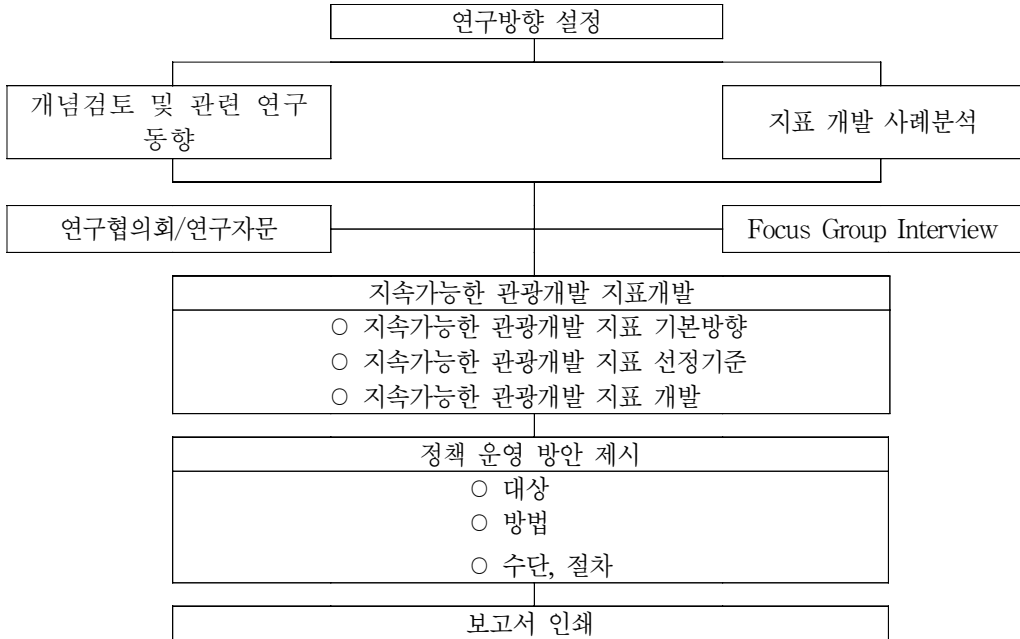 연구방향 설정
개념검토 및 관련 연구
동향
지표 개발 사례분석
연구협의회/연구자문
Focus Group Interview
지속가능한 관광개발 지표개발
○ 지속가능한 관광개발 지표 기본방향
○ 지속가능한 관광개발 지표 선정기준
○ 지속가능한 관광개발 지표 개발
정책 운영 방안 제시
○ 대상
○ 방법
○ 수단, 절차
보고서 인쇄